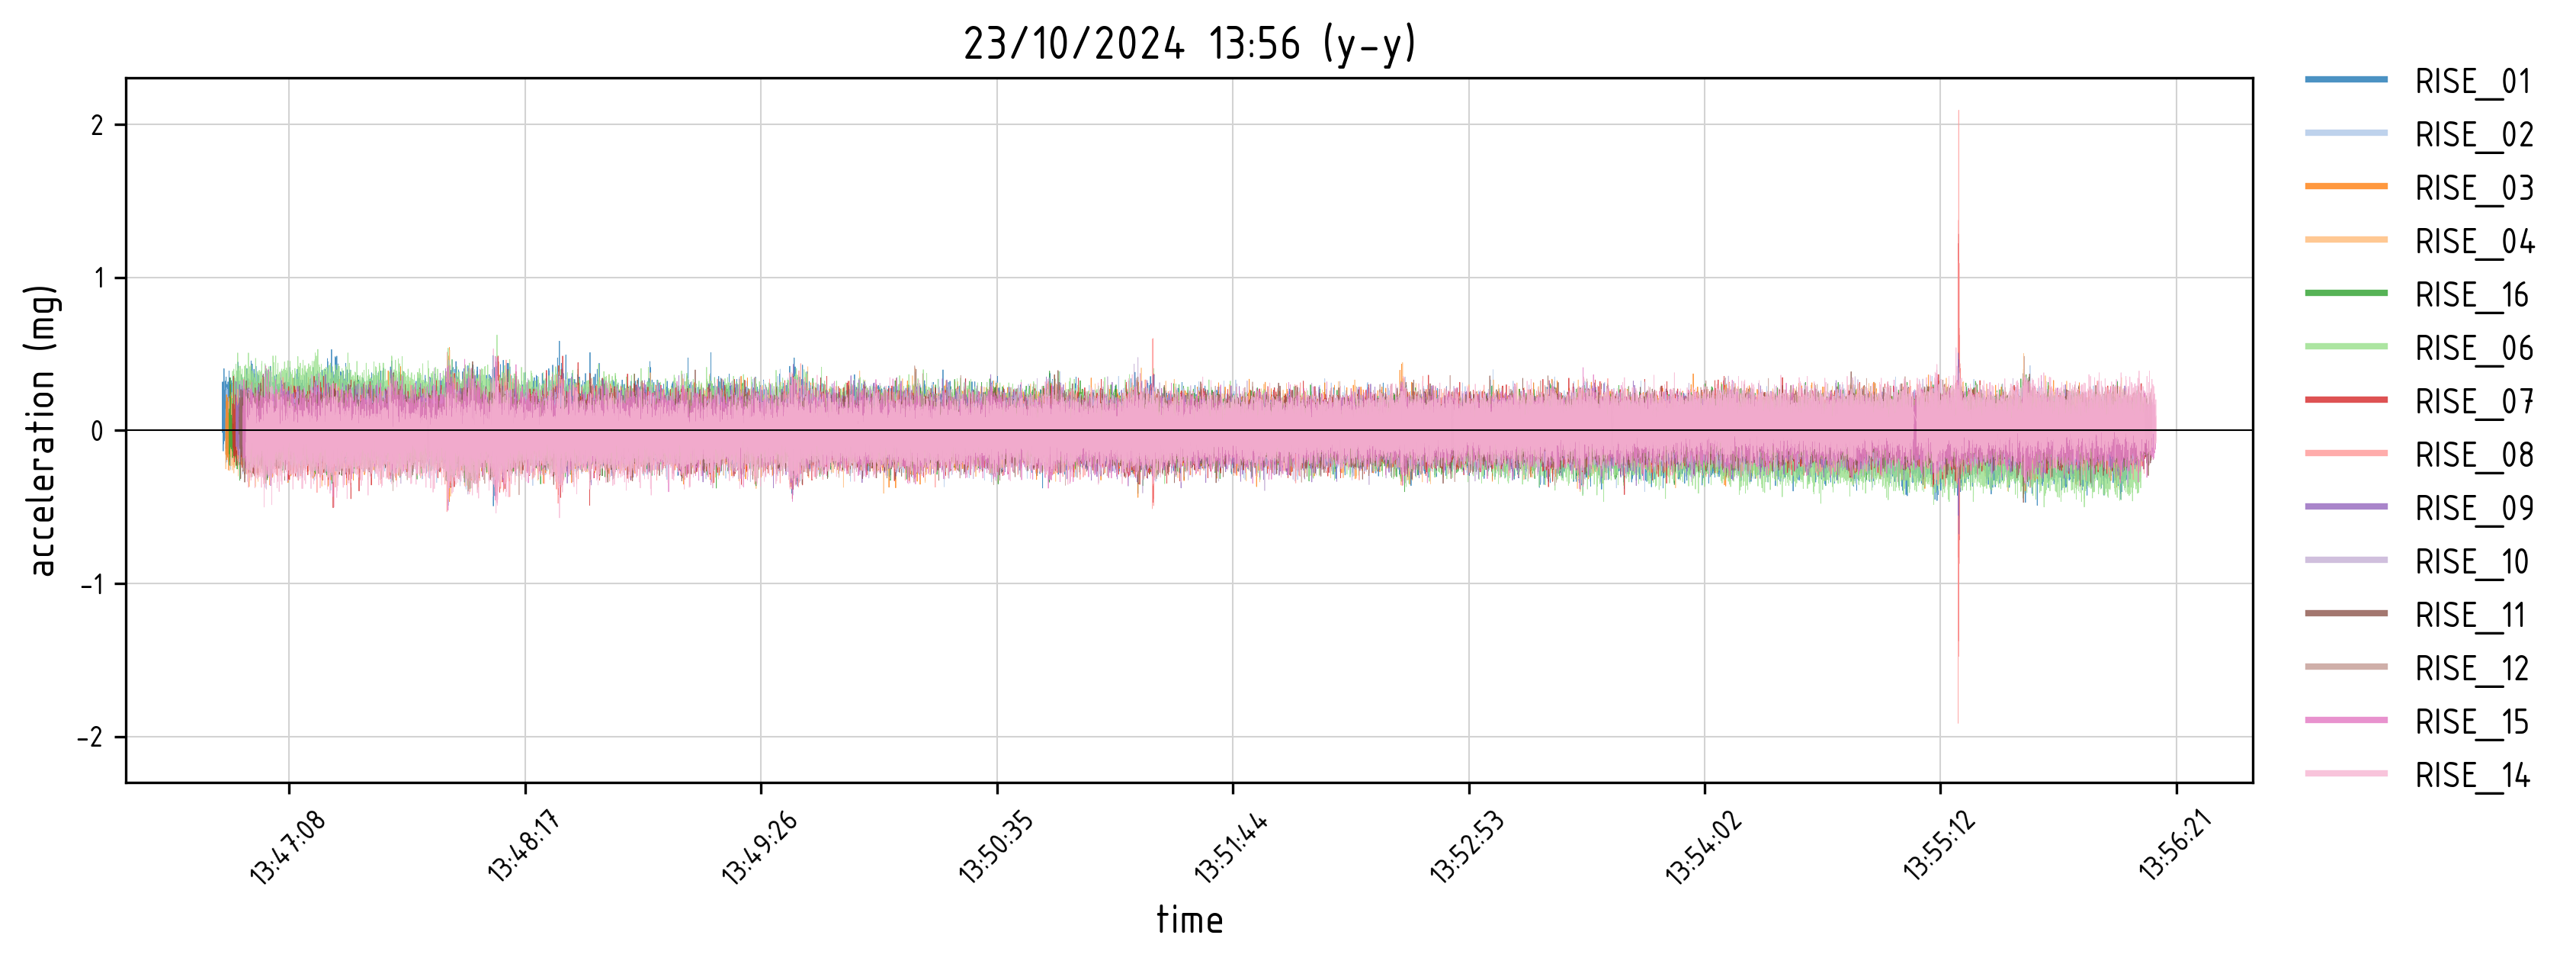 23/10/2024 13:56 (y-y)
acceleration (mg)
2
1
0
-1
-2
13:47:08
13:48:17
13:49:26
13:50:35
13:51:44
13:52:53
13:54:02
13:55:12
13:56:21
time
RISE_01
RISE_02
RISE_03
RISE_04
RISE_16
RISE_06
RISE_07
RISE_08
RISE_09
RISE_10
RISE_11
RISE_12
RISE_15
RISE_14